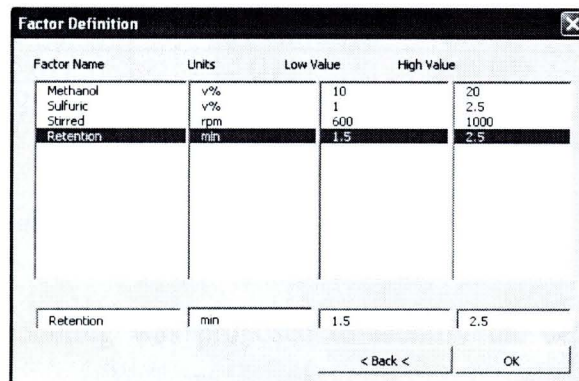 Factor Definition
Factor Name Units Low Value High Value
Methanol v% 10 20
Sulfuric v% 1 2.5
Stirred rpm 600 1000
Retention min 1.5 2.5
Retention min 1.5 2.5
< Back < OK